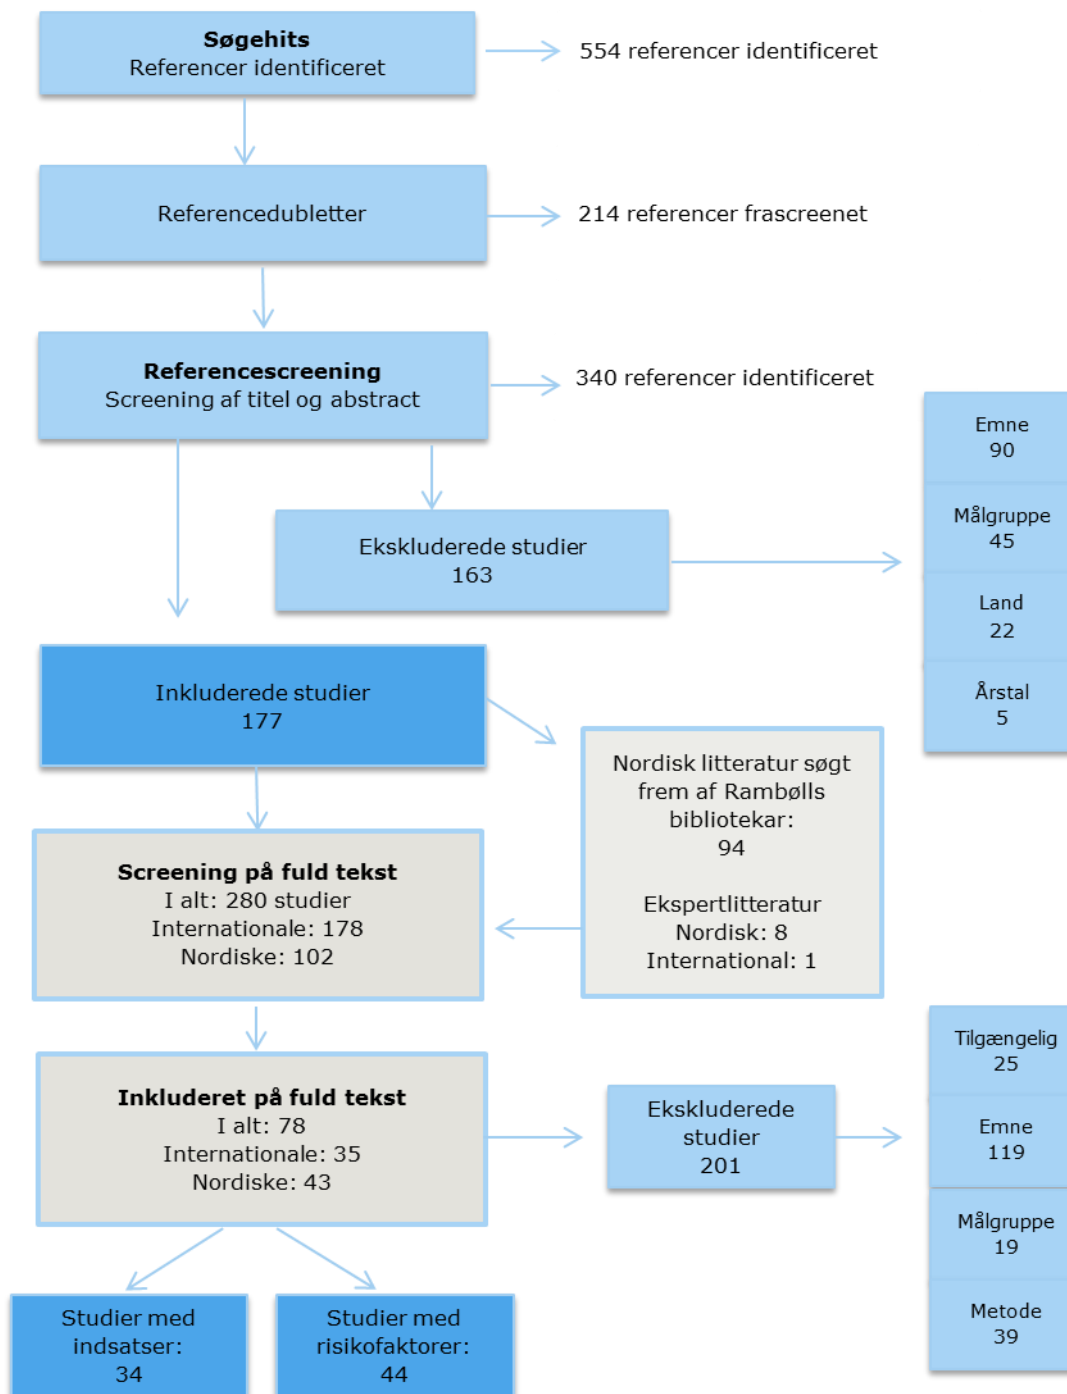 Søgehits
Referencer identificeret
554 referencer identificeret
Referencedubletter
214 referencer frascreenet
Referencescreening
Screening af titel og abstract
340 referencer identificeret
Ekskluderede studier
163
Emne
90
Målgruppe
45
Land
22
Årstal
5
Inkluderede studier
177
Nordisk litteratur søgt
frem af Rambølls
bibliotekar:
94
Ekspertlitteratur
Nordisk: 8
International: 1
Screening på fuld tekst
I alt: 280 studier
Internationale: 178
Nordiske: 102
Inkluderet på fuld tekst
I alt: 78
Internationale: 35
Nordiske: 43
Ekskluderede
studier
201
Tilgængelig
25
Emne
119
Målgruppe
19
Metode
39
Studier med
indsatser:
34
Studier med
risikofaktorer:
44